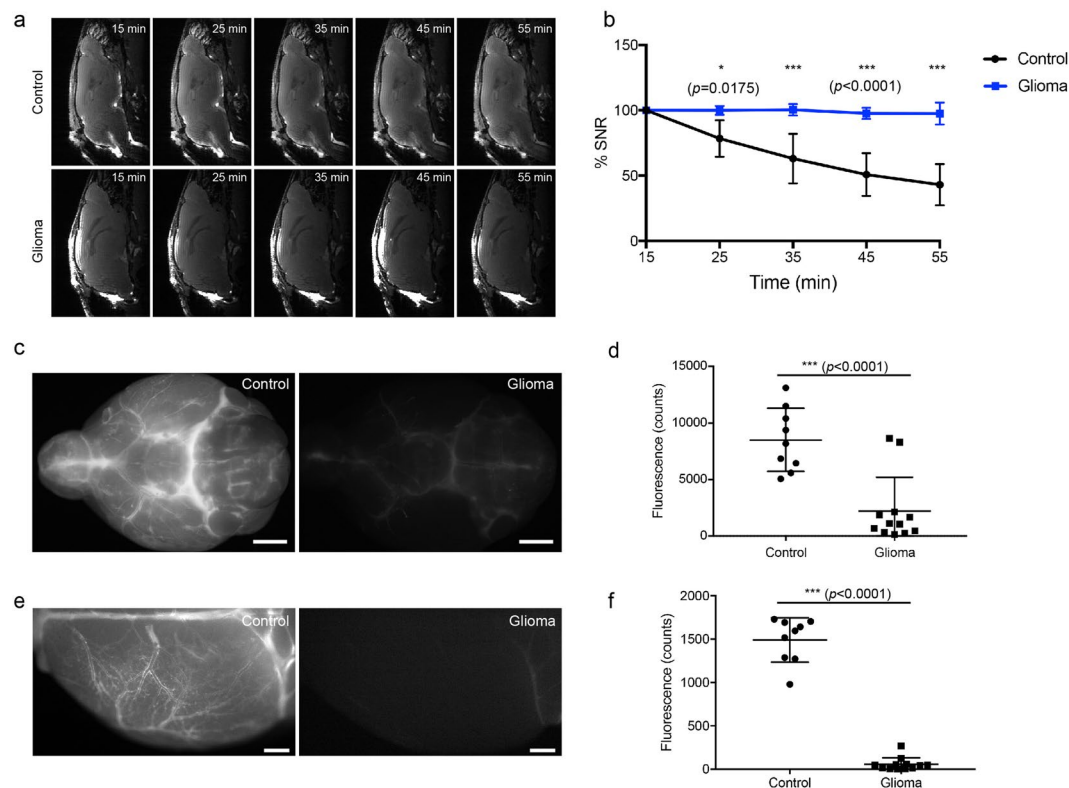 a
15 min 25 min 35 min 45 min 55 min
Control
15 min 25 min 35 min 45 min 55 min
Glioma
b
150
100
50
0
% SNR
* *** *** ***
(p=0.0175) (p<0.0001)
15 25 35 45 55
Time (min)
Control
Glioma
c
Control
Glioma
d
*** (p<0.0001)
15000
10000
5000
0
Fluorescence (counts)
Control Glioma
e
Control
Glioma
f
*** (p<0.0001)
2000
1500
1000
500
0
Fluorescence (counts)
Control Glioma